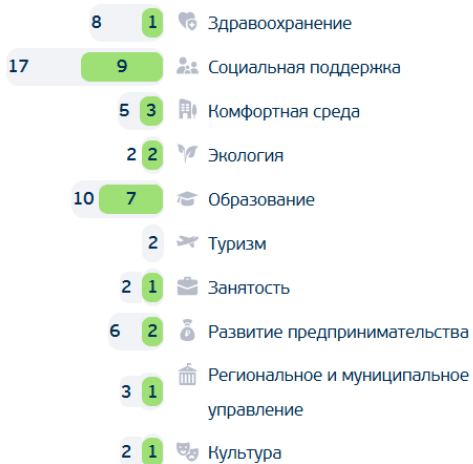 8 1 Здравоохранение
17 9 Социальная поддержка
5 3 Комфортная среда
2 2 Экология
10 7 Образование
2 Туризм
2 1 Занятость
6 2 Развитие предпринимательства
3 1 Региональное и муниципальное
управление
2 1 Культура